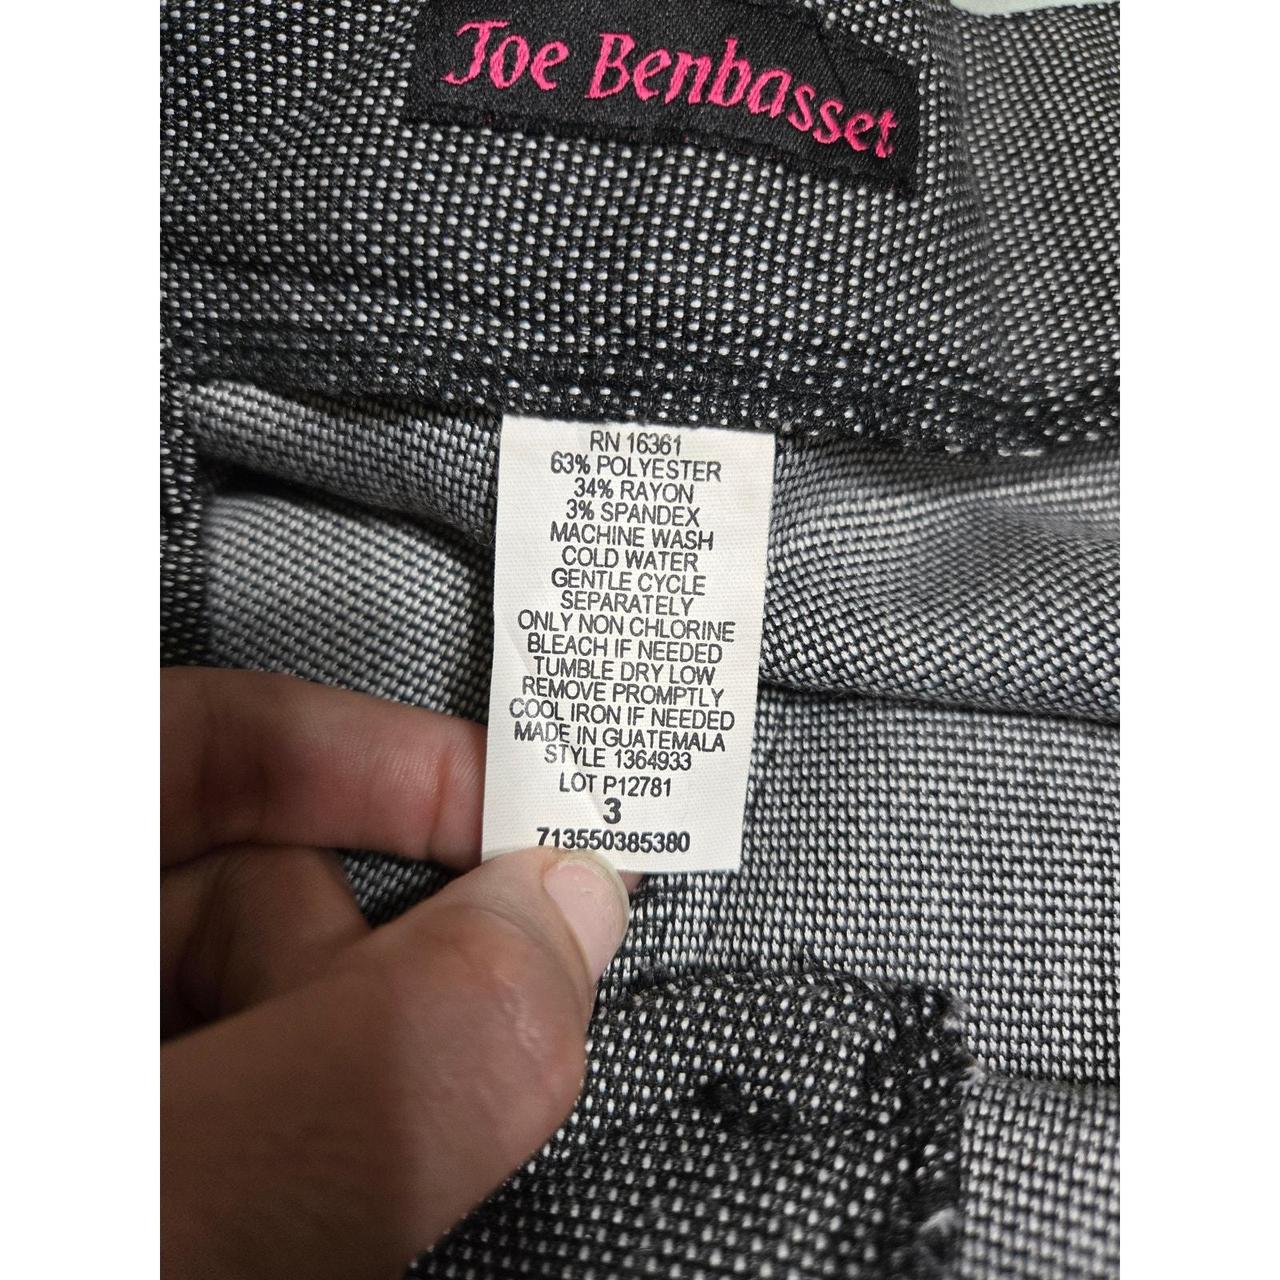 Joe Benbasset
RN 16361
63% POLYESTER
34% RAYON
3% SPANDEX
MACHINE WASH
COLD WATER
GENTLE CYCLE
SEPARATELY
ONLY NON CHLORINE
BLEACH IF NEEDED
TUMBLE DRY LOW
REMOVE PROMPTLY
COOL IRON IF NEEDED
MADE IN GUATEMALA
STYLE 1364933
LOT P12781
3
713550385380